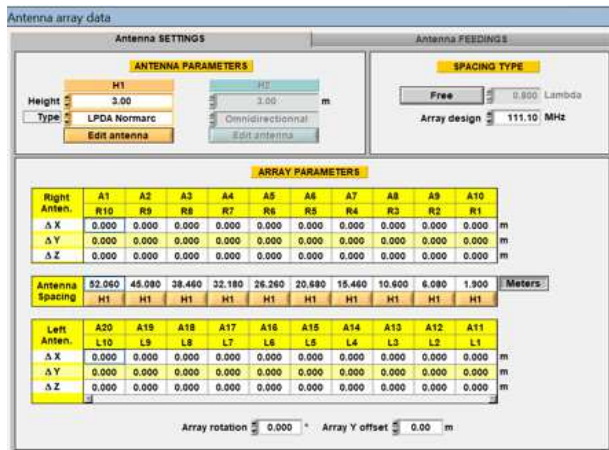 Antenna array data
Antenna SETTINGS Antenna FEEDINGS
ANTENNA PARAMETERS SPACING TYPE
H1 H2
Height 3.00 3.00 m Free 0.800 Lambda
Type LPDA Normarc Omnidirectionnal Array design 111.10 MHz
Edit antenna Edit antenna
ARRAY PARAMETERS
Right Anten. A1 A2 A3 A4 A5 A6 A7 A8 A9 A10
R10 R9 R8 R7 R6 R5 R4 R3 R2 R1
Δ X 0.000 0.000 0.000 0.000 0.000 0.000 0.000 0.000 0.000 0.000 m
Δ Y 0.000 0.000 0.000 0.000 0.000 0.000 0.000 0.000 0.000 0.000
Δ Z 0.000 0.000 0.000 0.000 0.000 0.000 0.000 0.000 0.000 0.000 m
Antenna Spacing 52.060 45.080 38.460 32.180 26.260 20.680 15.460 10.600 6.080 1.900 Meters
H1 H1 H1 H1 H1 H1 H1 H1 H1 H1
Left Anten. A20 A19 A18 A17 A16 A15 A14 A13 A12 A11
L10 L9 L8 L7 L6 L5 L4 L3 L2 L1
Δ X 0.000 0.000 0.000 0.000 0.000 0.000 0.000 0.000 0.000 0.000 m
Δ Y 0.000 0.000 0.000 0.000 0.000 0.000 0.000 0.000 0.000 0.000 m
Δ Z 0.000 0.000 0.000 0.000 0.000 0.000 0.000 0.000 0.000 0.000 m
Array rotation 0.000 ° Array Y offset 0.00 m